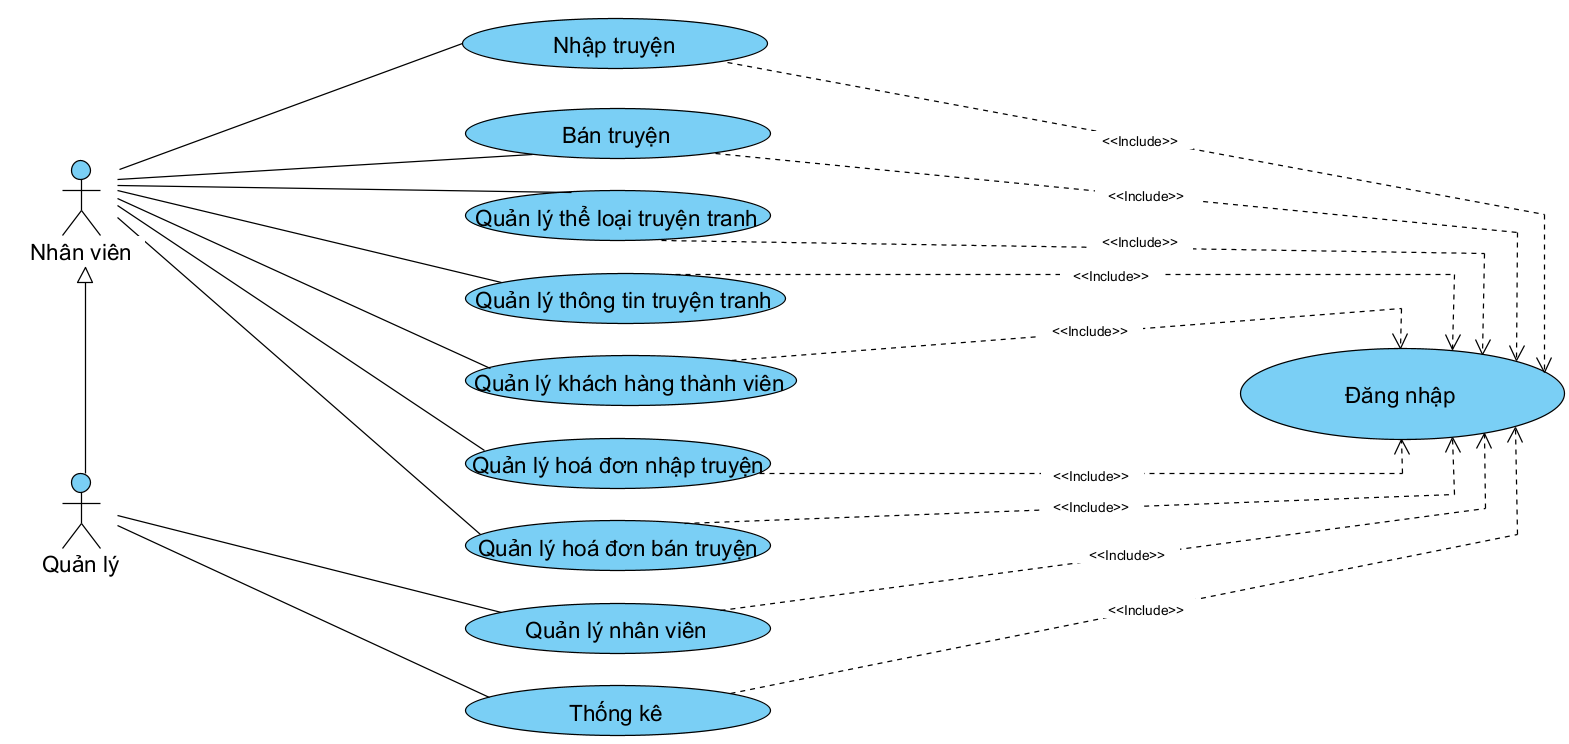 Nhập truyện
<<Include>>
Bán truyện
<<Include>>
Quản lý thể loại truyện tranh
<<Include>>
Nhân viên
Quản lý thông tin truyện tranh
<<Include>>
<<Include>>
Quản lý khách hàng thành viên
Đăng nhập
Quản lý hoá đơn nhập truyện
<<Include>>
<<Include>>
Quản lý hoá đơn bán truyện
<<Include>>
Quản lý
<<Include>>
Quản lý nhân viên
Thống kê